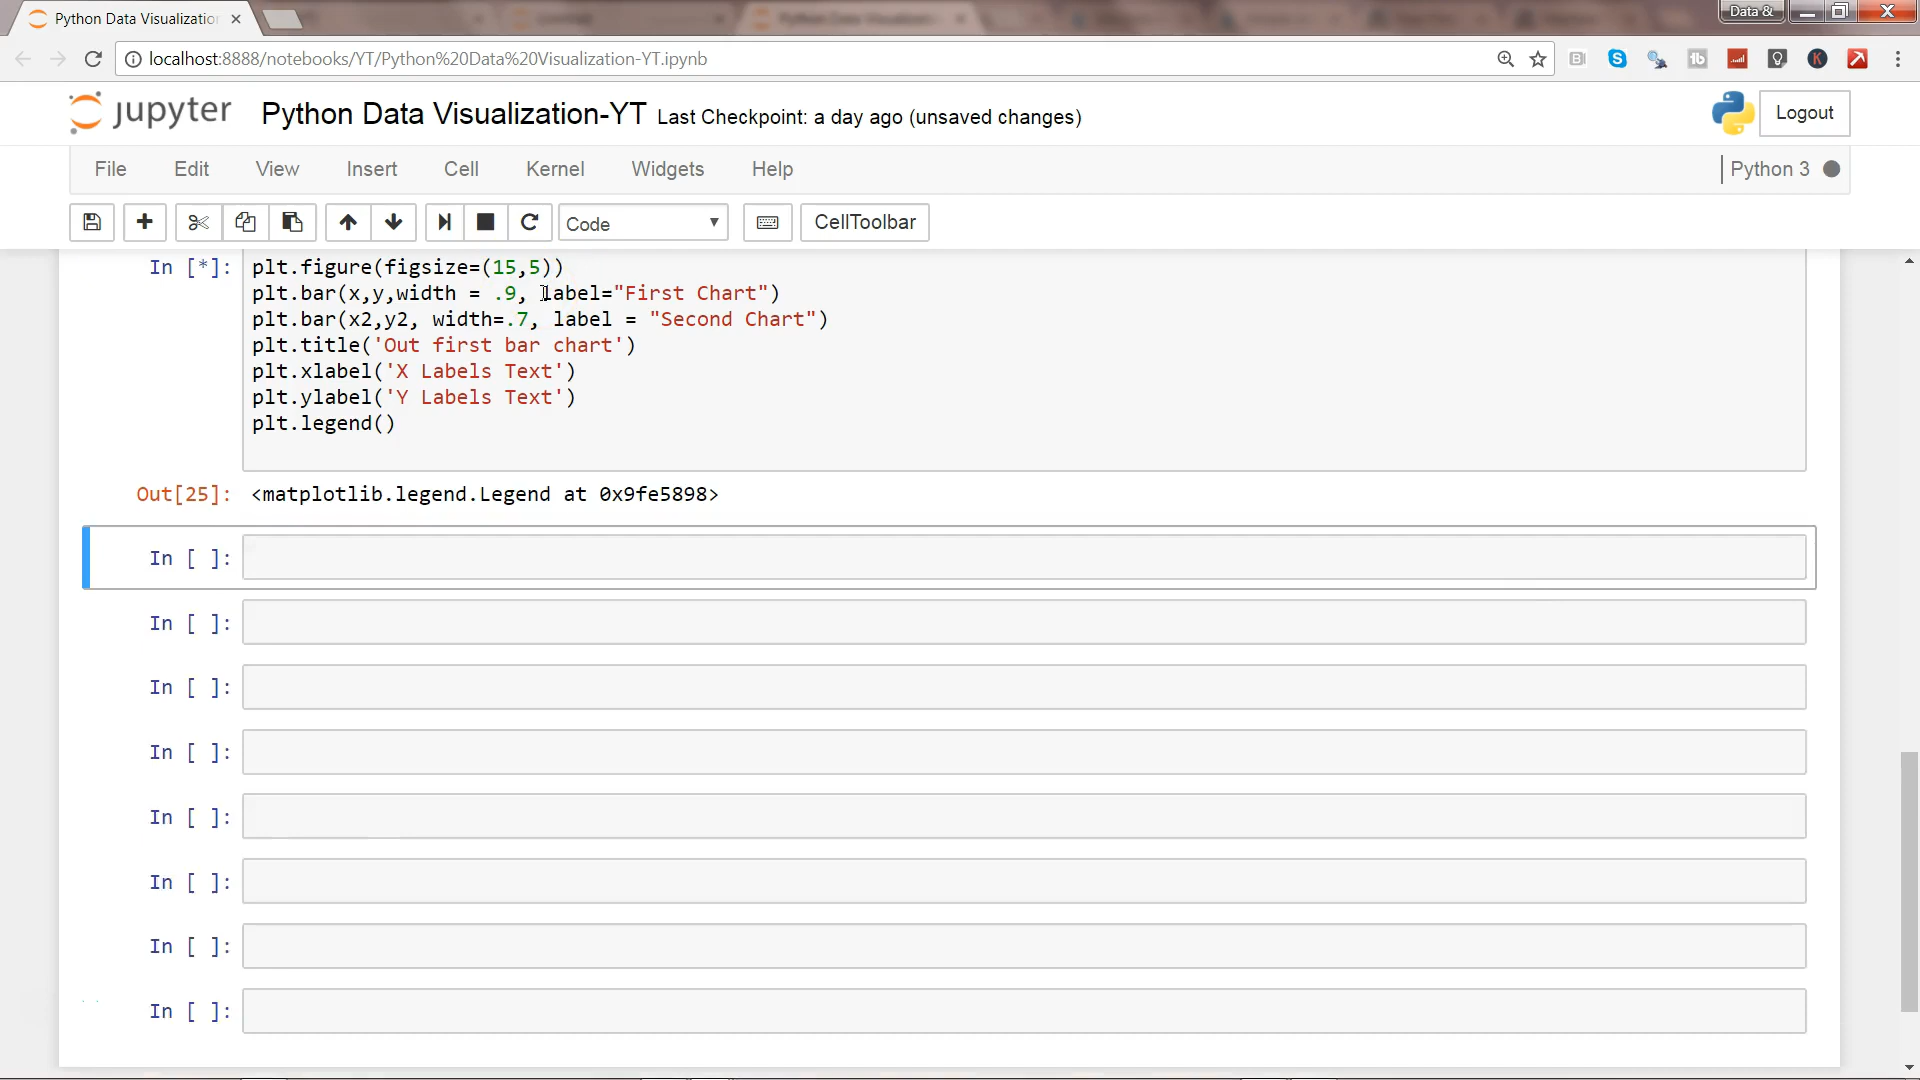 Python Data Visualizatio
Data &
localhost:8888/notebooks/YT/Python%20Data%20Visualization-YT.ipynb
jupyter Python Data Visualization-YT Last Checkpoint: a day ago (unsaved changes)
Logout
File Edit View Insert Cell Kernel Widgets Help
Python 3
Code
CellToolbar
In [*]: plt.figure(figsize=(15,5))
plt.bar(x,y,width = .9, label="First Chart")
plt.bar(x2,y2, width=.7, label = "Second Chart")
plt.title('Out first bar chart')
plt.xlabel('X Labels Text')
plt.ylabel('Y Labels Text')
plt.legend()
Out[25]: <matplotlib.legend.Legend at 0x9fe5898>
In [ ]:
In [ ]:
In [ ]:
In [ ]:
In [ ]:
In [ ]:
In [ ]:
In [ ]: